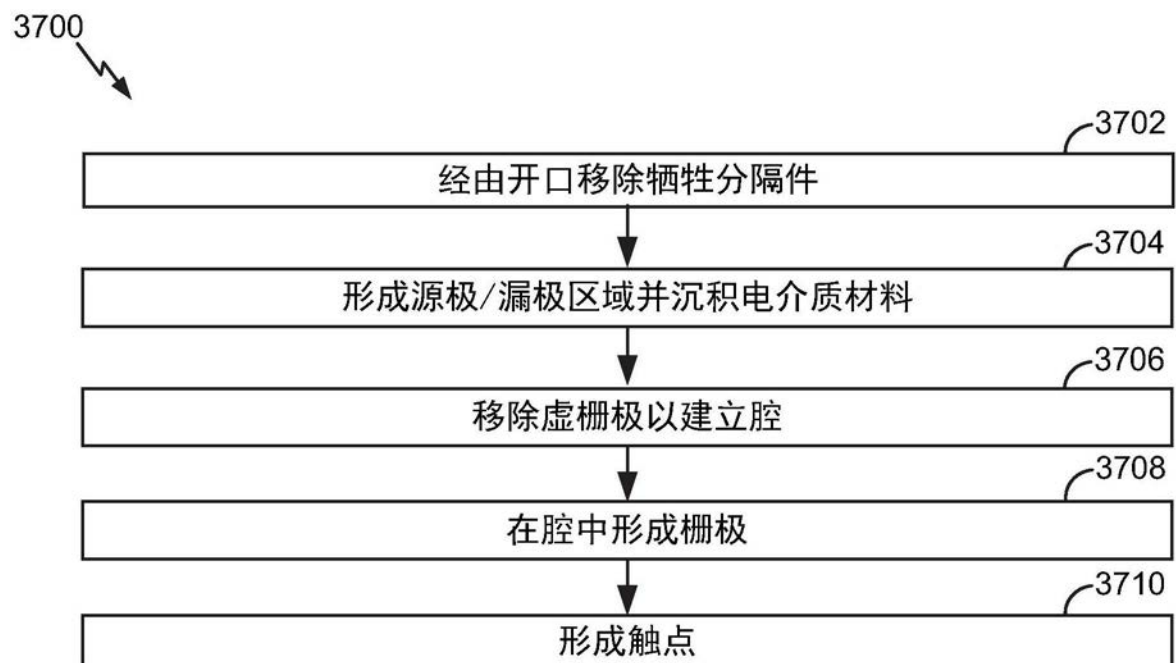 3700
3702
经由开口移除牺牲分隔件
3704
形成源极/漏极区域并沉积电介质材料
3706
移除虚栅极以建立腔
3708
在腔中形成栅极
3710
形成触点